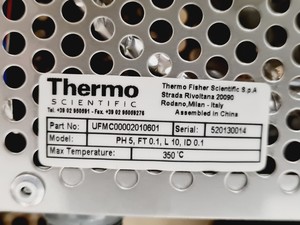 Thermo
SCIENTIFIC
Tel. +39 02 950591 - Fax. +39 02 95059276
Thermo Fisher Scientific S.p.A
Strada Rivoltana 20090
Rodano,Milan - Italy
Assembled in China
Part No: UFMC00002010601 Serial: 520130014
Model: PH 5, FT 0.1, L 10, ID 0.1
Max Temperature: 350°C